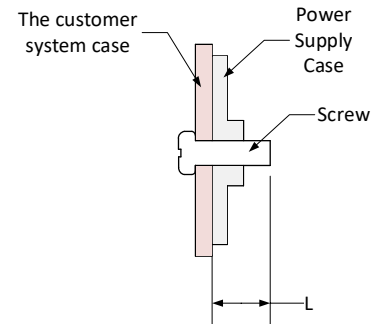 The customer
system case
Power
Supply
Case
Screw
L